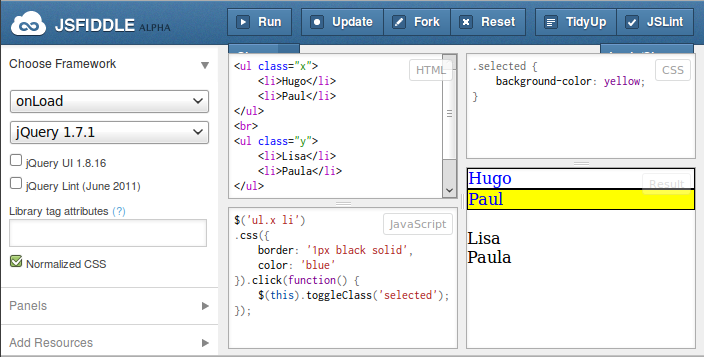 JSFIDDLE ALPHA
Run
Update
Fork
Reset
TidyUp
JSLint
Choose Framework
onLoad
jQuery 1.7.1
jQuery UI 1.8.16
jQuery Lint (June 2011)
Library tag attributes (?)
Normalized CSS
Panels
Add Resources
HTML
<ul class="x">
<li>Hugo</li>
<li>Paul</li>
</ul>
<br>
<ul class="y">
<li>Lisa</li>
<li>Paula</li>
</ul>
CSS
.selected {
background-color: yellow;
}
JavaScript
$('ul.x li')
.css({
border: '1px black solid',
color: 'blue'
}).click(function() {
$(this).toggleClass('selected');
});
Result
Hugo
Paul
Lisa
Paula